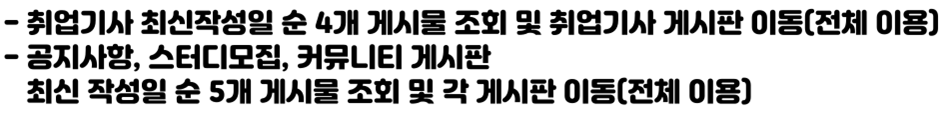 - 취업기사 최신작성일 순 4개 게시물 조회 및 취업기사 게시판 이동(전체 이용)
- 공지사항, 스터디모집, 커뮤니티 게시판
최신 작성일 순 5개 게시물 조회 및 각 게시판 이동(전체 이용)